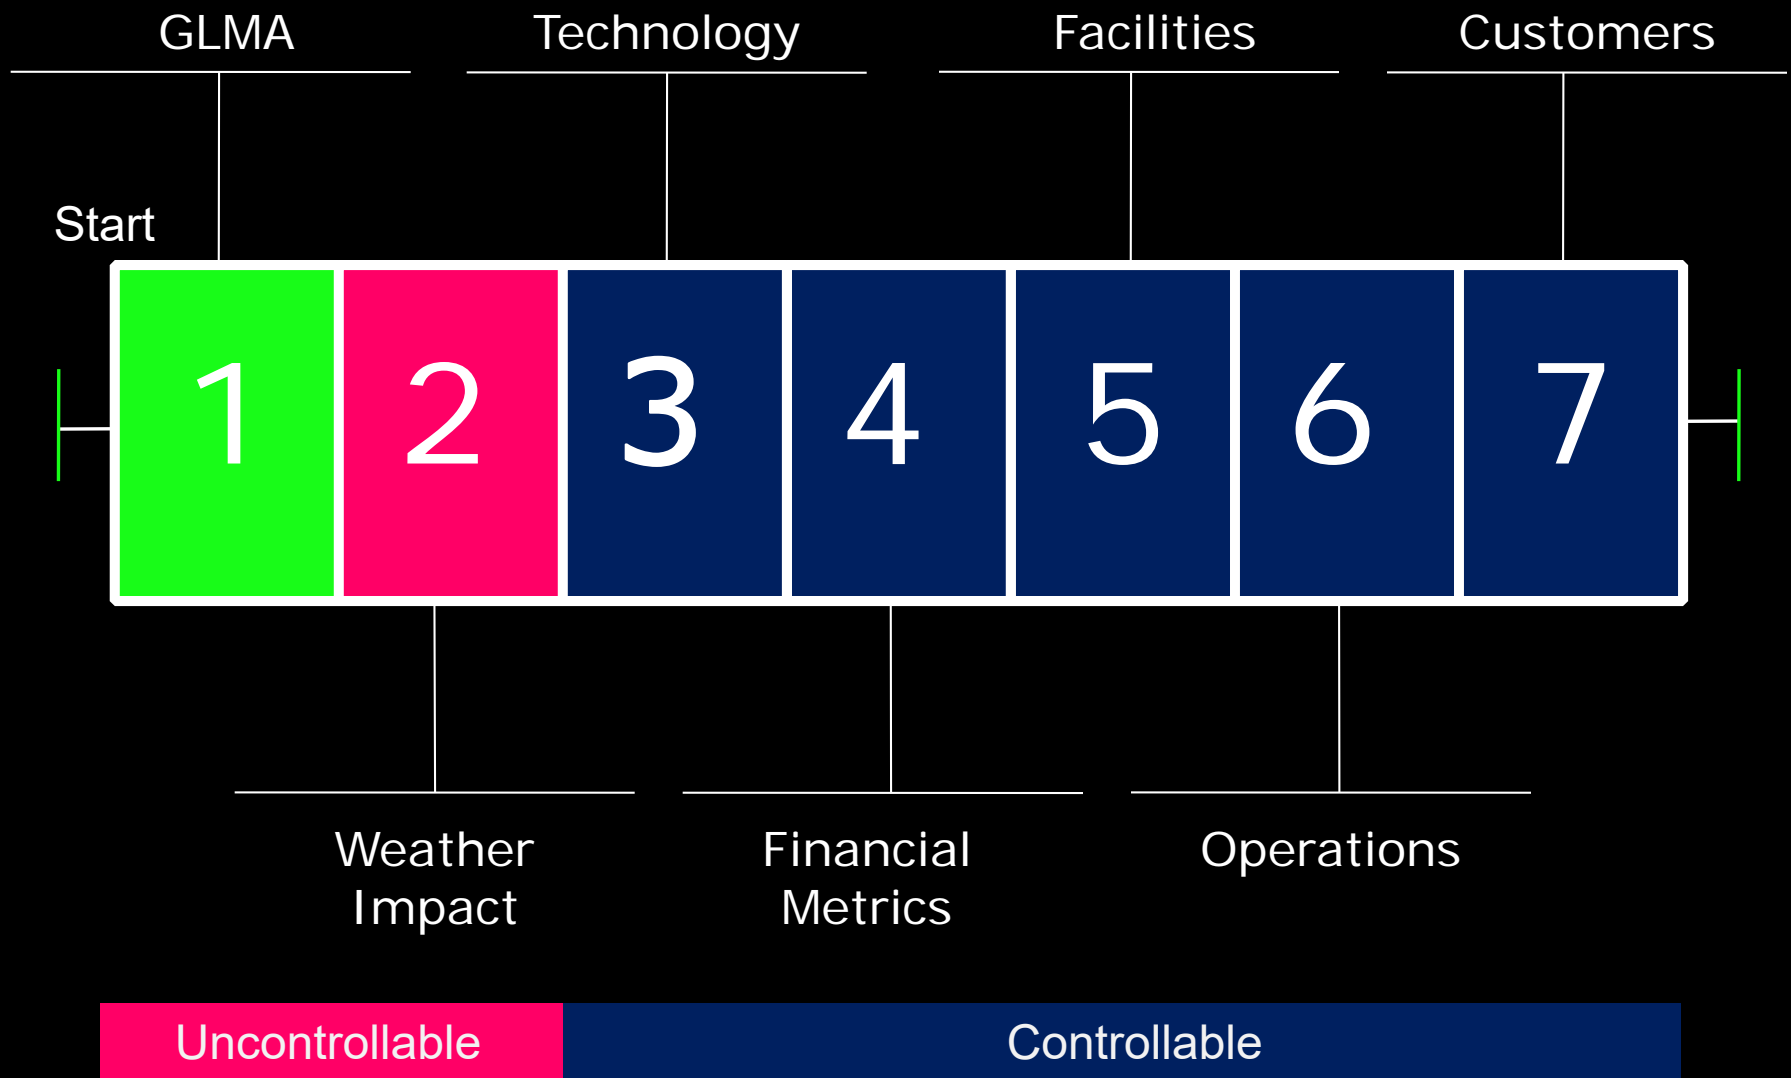 GLMA
Technology
Facilities
Customers
Start
1
2
3
4
5
6
7
Weather
Impact
Financial
Metrics
Operations
Uncontrollable
Controllable